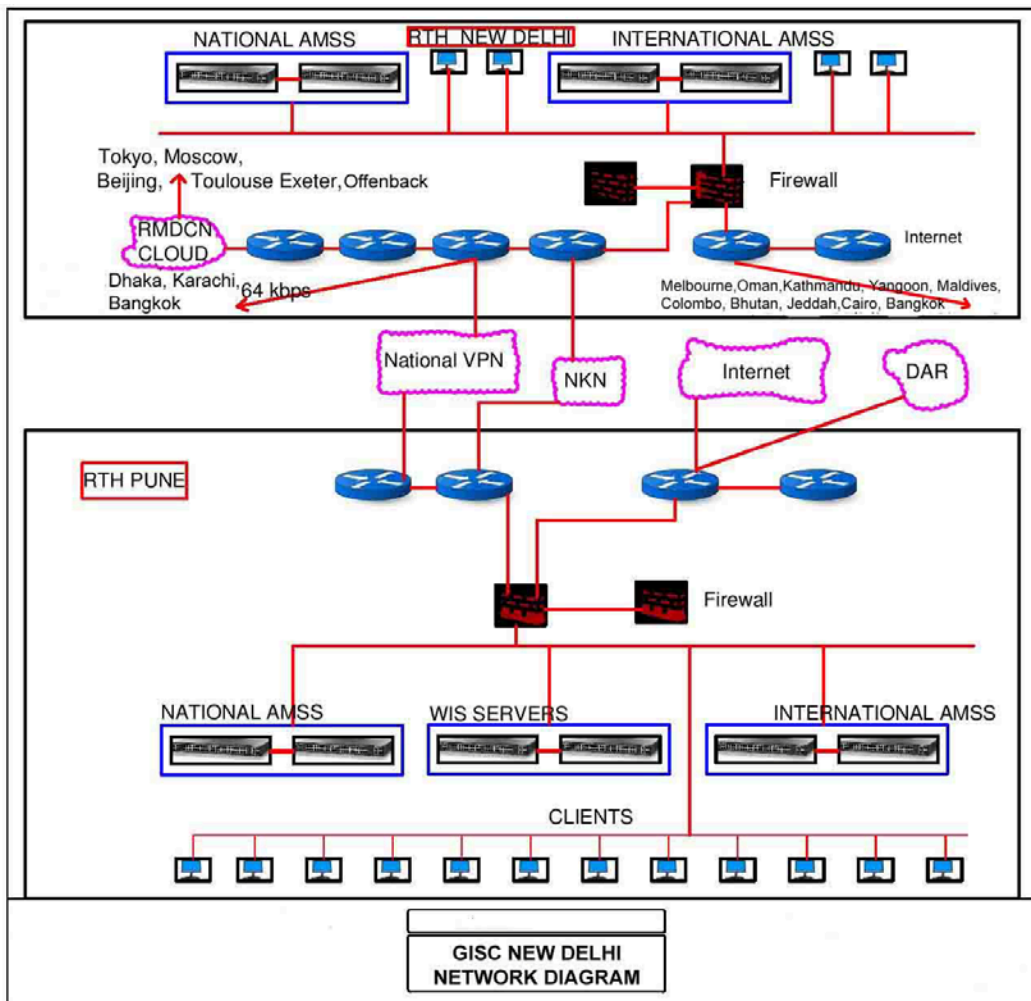 NATIONAL AMSS
RTH NEW DELHI
INTERNATIONAL AMSS
Tokyo, Moscow,
Beijing, Toulouse Exeter, Offenback
Firewall
RMDCN
CLOUD
Internet
Dhaka, Karachi,
Bangkok
64 kbps
Melbourne,Oman,Kathmandu, Yangoon, Maldives,
Colombo, Bhutan, Jeddah,Cairo, Bangkok
National VPN
NKN
Internet
DAR
RTH PUNE
Firewall
NATIONAL AMSS
WIS SERVERS
INTERNATIONAL AMSS
CLIENTS
GISC NEW DELHI
NETWORK DIAGRAM